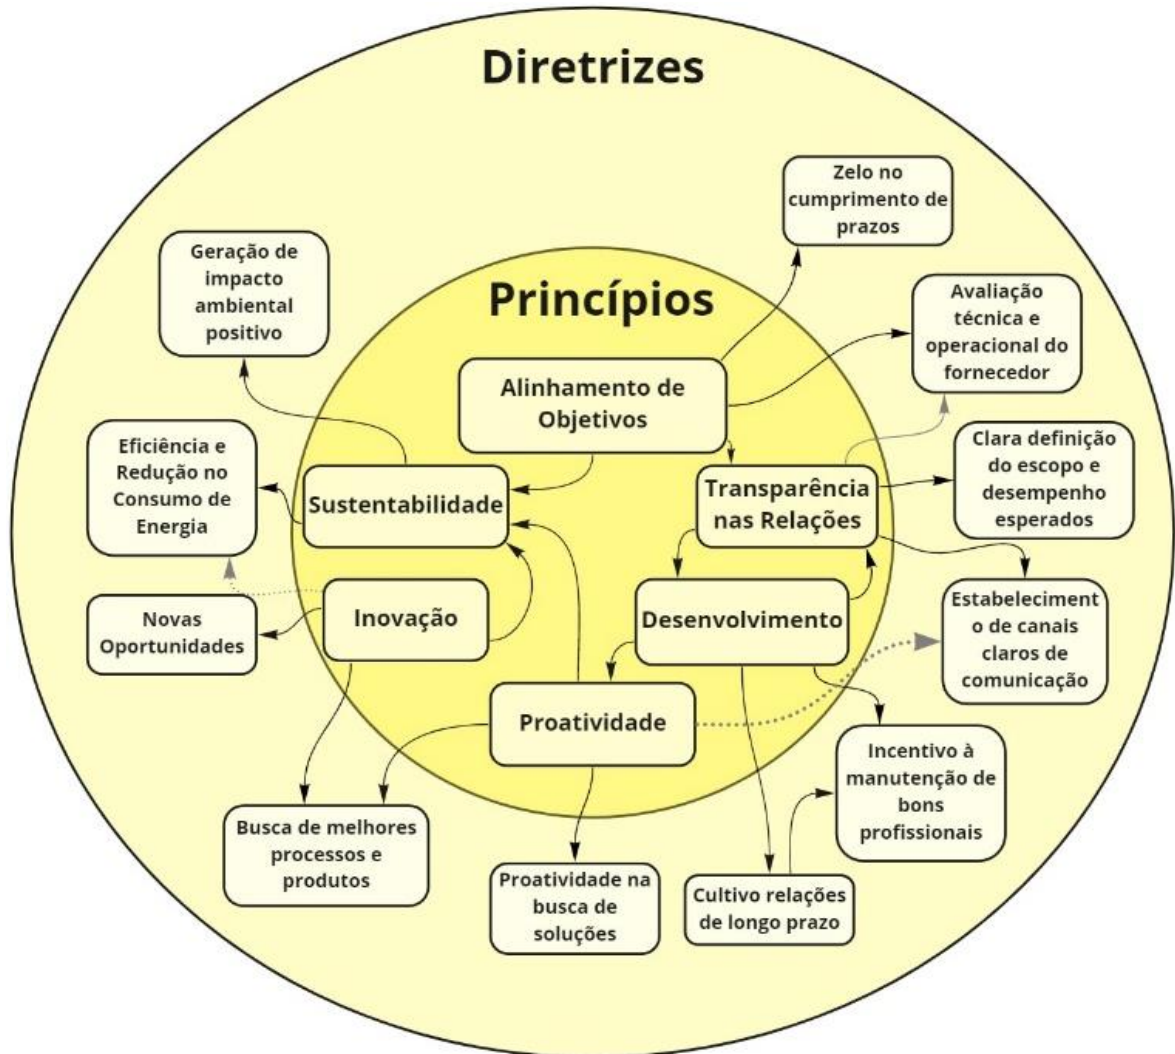 Diretrizes
Zelo no
cumprimento de
prazos
Geração de
impacto
ambiental
positivo
Princípios
Avaliação
técnica e
operacional do
fornecedor
Alinhamento de
Objetivos
Eficiência e
Redução no
Consumo de
Energia
Sustentabilidade
Transparência
nas Relações
Clara definição
do escopo e
desempenho
esperados
Novas
Oportunidades
Inovação
Desenvolvimento
Estabeleciment
o de canais
claros de
comunicação
Proatividade
Incentivo à
manutenção de
bons
profissionais
Busca de melhores
processos e
produtos
Proatividade na
busca de
soluções
Cultivo relações
de longo prazo